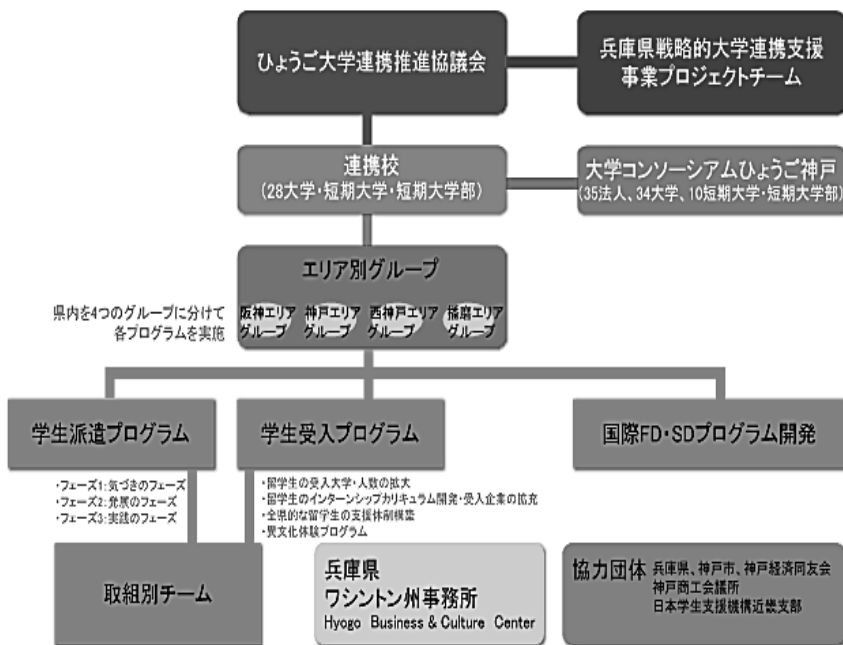 ひょうご大学連携推進協議会
兵庫県戦略的大学連携支援
事業プロジェクトチーム
連携校
(28大学・短期大学・短期大学部)
大学コンソーシアムひょうご神戸
(35法人、34大学、10短期大学・短期大学部)
エリア別グループ
県内を4つのグループに分けて
各プログラムを実施
阪神エリア
グループ
神戸エリア
グループ
西神戸エリア
グループ
播磨エリア
グループ
学生派遣プログラム
学生受入プログラム
国際FD・SDプログラム開発
・フェーズ1:気づきのフェーズ
・フェーズ2:発展のフェーズ
・フェーズ3:実践のフェーズ
・留学生の受入大学・人数の拡大
・留学生のインターンシップカリキュラム開発・受入企業の拡充
・全県的な留学生の支援体制構築
・異文化体験プログラム
取組別チーム
兵庫県
ワシントン州事務所
Hyogo Business & Culture Center
協力団体 兵庫県、神戸市、神戸経済同友会
神戸商工会議所
日本学生支援機構近畿支部